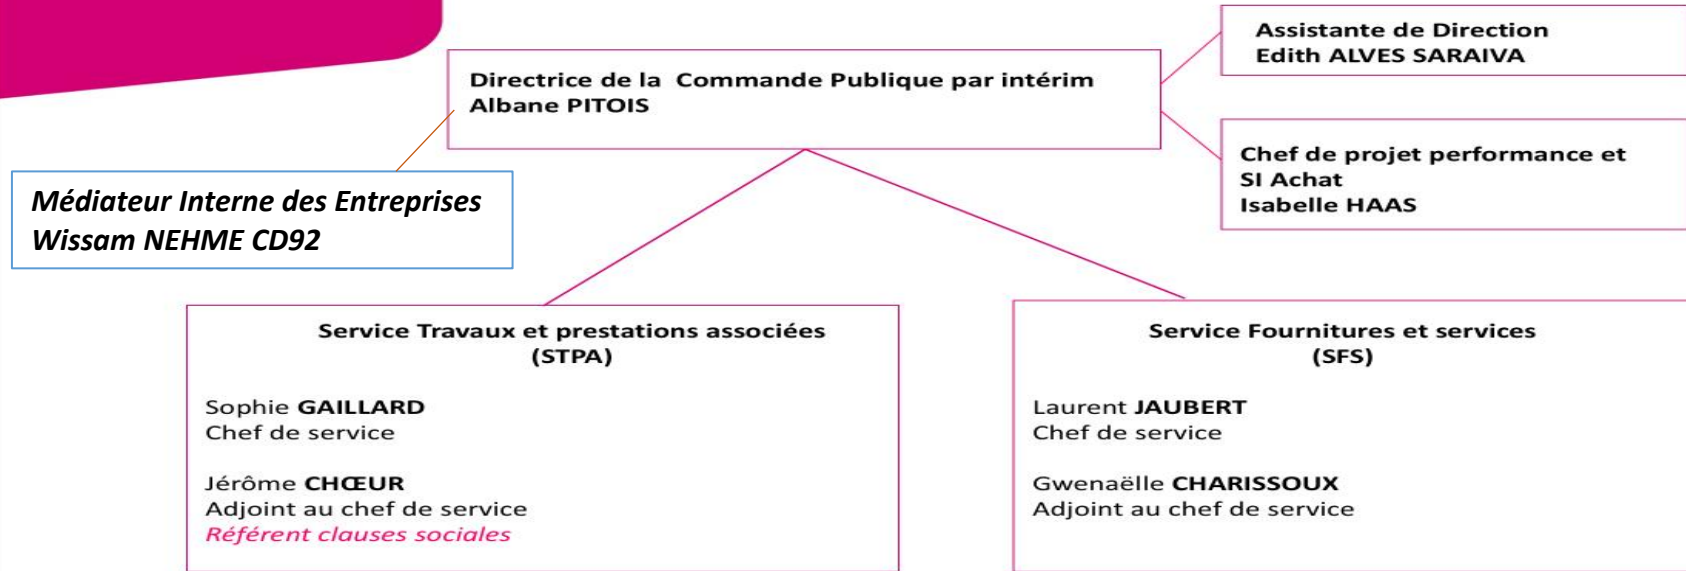 Assistante de Direction
Edith ALVES SARAIVA
Directrice de la Commande Publique par intérim
Albane PITOIS
Chef de projet performance et
SI Achat
Isabelle HAAS
Médiateur Interne des Entreprises
Wissam NEHME CD92
Service Travaux et prestations associées
(STPA)
Sophie GAILLARD
Chef de service
Jérôme CHŒUR
Adjoint au chef de service
Référent clauses sociales
Service Fournitures et services
(SFS)
Laurent JAUBERT
Chef de service
Gwenaëlle CHARISSOUX
Adjoint au chef de service